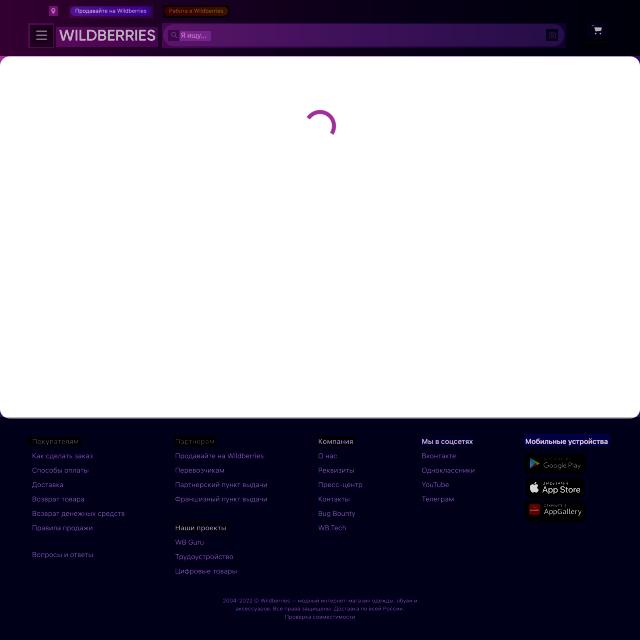 Продавайте на Wildberries
Работа в Wildberries
WILDBERRIES
Я ищу...
Покупателям
Как сделать заказ
Способы оплаты
Доставка
Возврат товара
Возврат денежных средств
Правила продажи
Вопросы и ответы
Партнерам
Продавайте на Wildberries
Перевозчикам
Партнерский пункт выдачи
Франшизный пункт выдачи
Наши проекты
WB Guru
Трудоустройство
Цифровые товары
Компания
О нас
Реквизиты
Пресс-центр
Контакты
Bug Bounty
WB Tech
Мы в соцсетях
Вконтакте
Одноклассники
YouTube
Телеграм
Мобильные устройства
Google Play
App Store
AppGallery
2004-2022 © Wildberries — модный интернет-магазин одежды, обуви и
аксессуаров. Все права защищены. Доставка по всей России.
Проверка совместимости